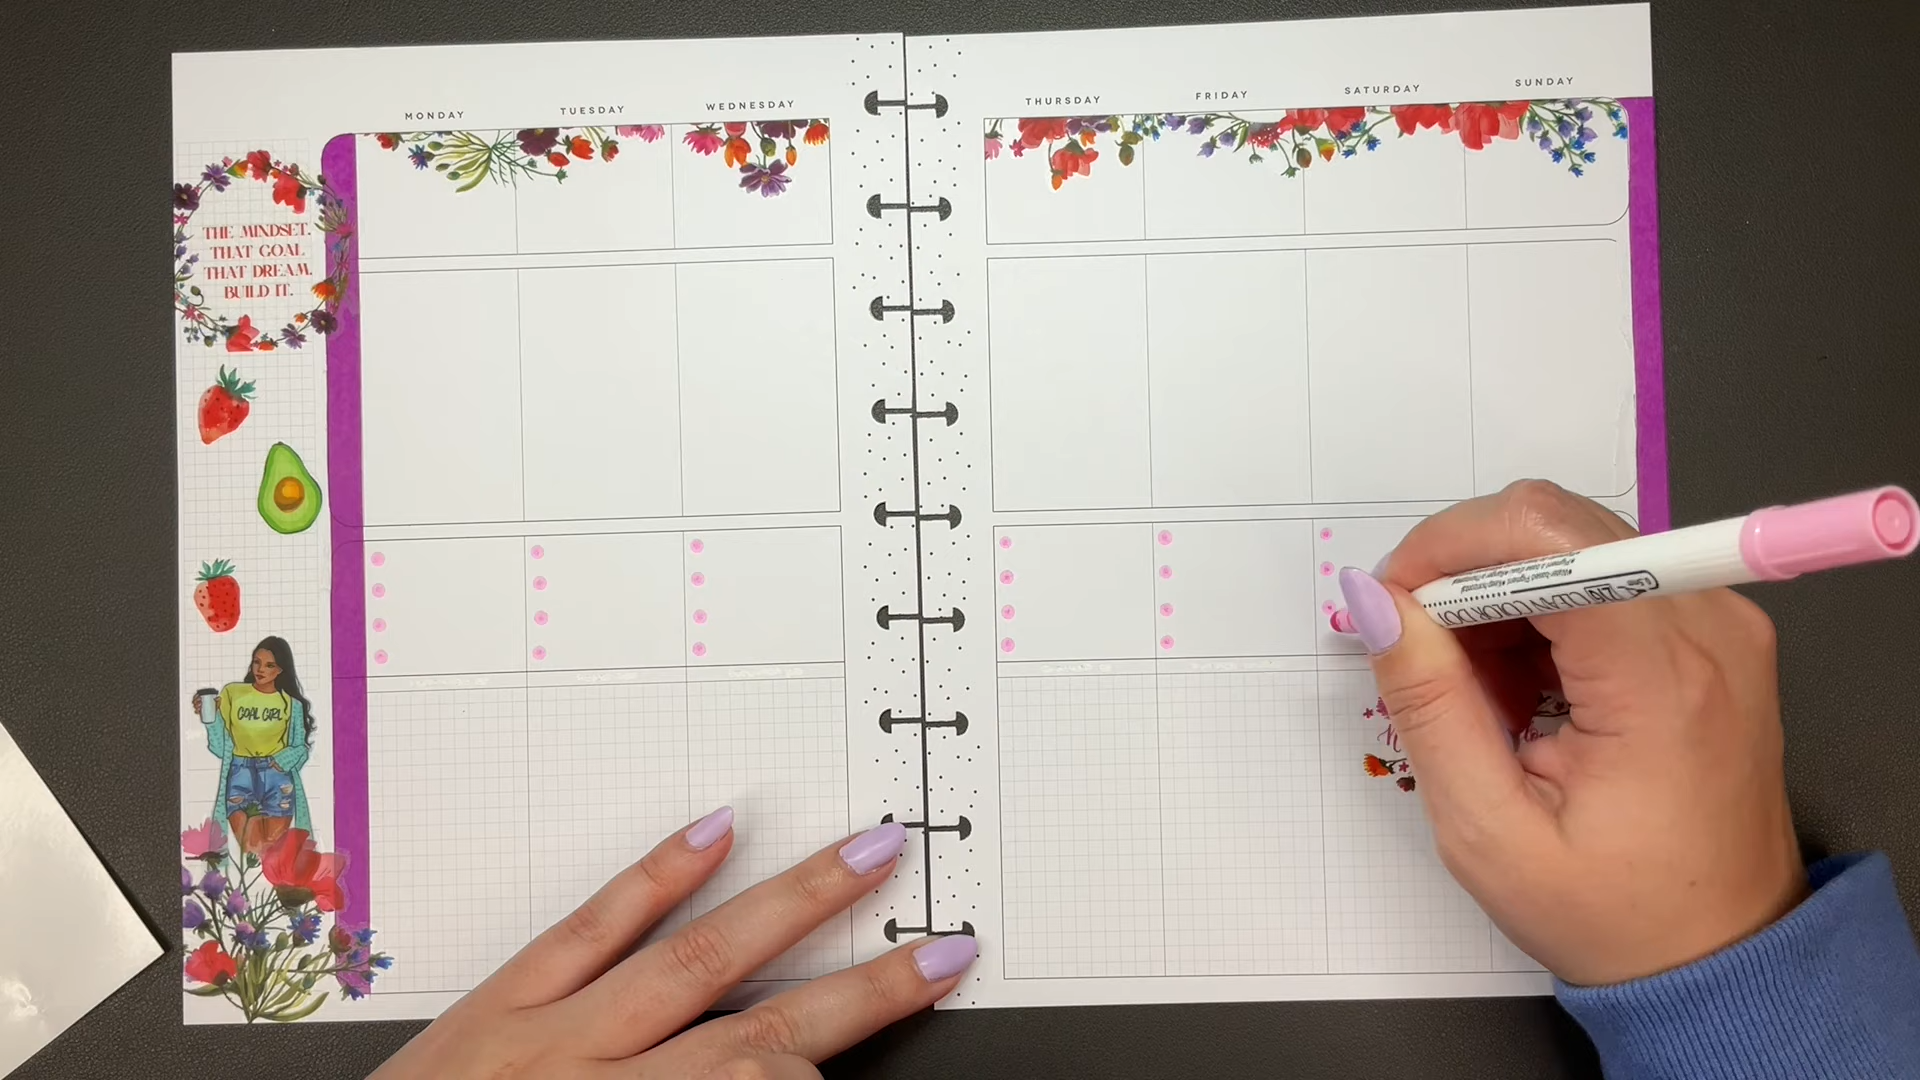 MONDAY
TUESDAY
WEDNESDAY
THURSDAY
FRIDAY
SATURDAY
SUNDAY
THE MINDSET.
THAT GOAL
THAT DREAM.
BUILD IT.
GOAL GIRL
ZIG CLEAN COLOR DOT